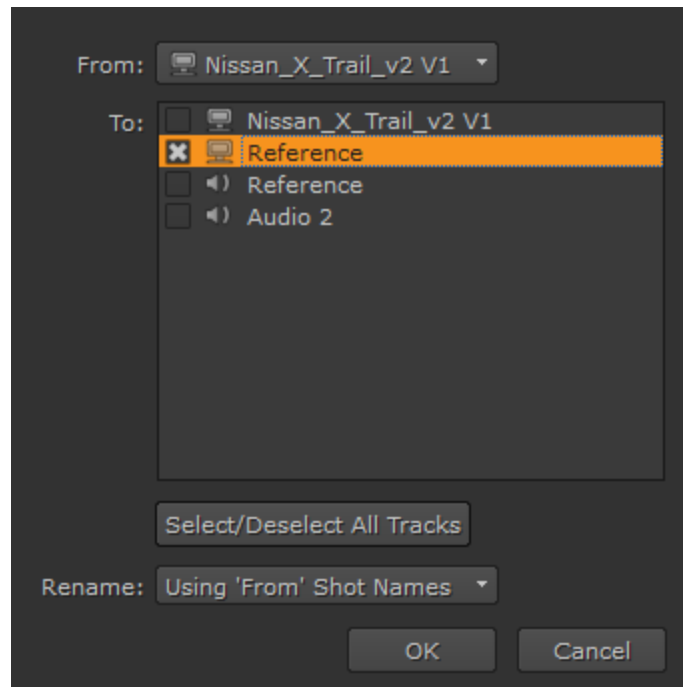 From: Nissan_X_Trail_v2 V1
To: Nissan_X_Trail_v2 V1
Reference
Reference
Audio 2
Select/Deselect All Tracks
Rename: Using 'From' Shot Names
OK Cancel